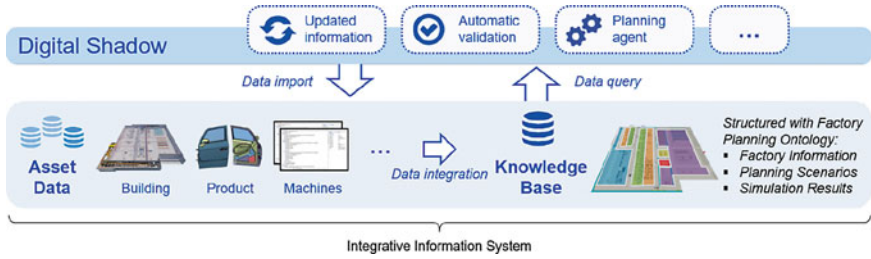 Digital Shadow
Updated
information
Automatic
validation
Planning
agent
...
Data import
Data query
Asset
Data
Building
Product
Machines
...
Data integration
Knowledge
Base
Structured with Factory
Planning Ontology:
▪ Factory Information
▪ Planning Scenarios
▪ Simulation Results
Integrative Information System